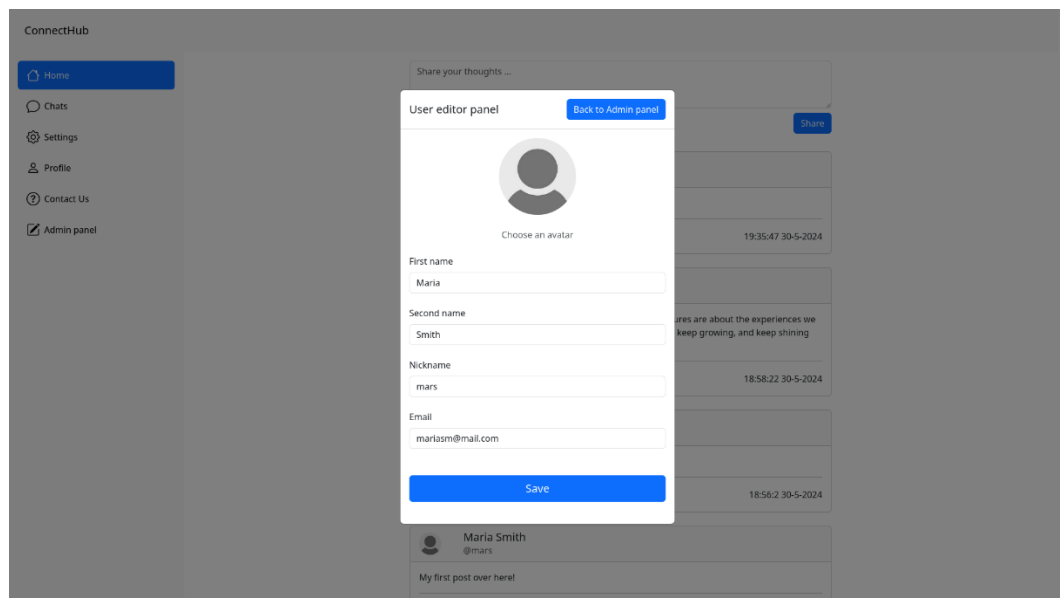 ConnectHub
Home
Chats
Settings
Profile
Contact Us
Admin panel
Share your thoughts ...
Share
User editor panel
Back to Admin panel
Choose an avatar
First name
Maria
Second name
Smith
Nickname
mars
Email
mariasm@mail.com
Save
19:35:47 30-5-2024
ures are about the experiences we
keep growing, and keep shining
18:58:22 30-5-2024
18:56:2 30-5-2024
Maria Smith
@mars
My first post over here!